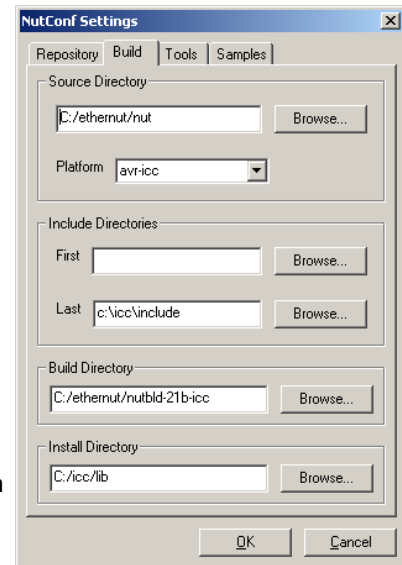 NutConf Settings
Repository Build Tools Samples
Source Directory
C:/ethernut/nut Browse...
Platform avr-icc
Include Directories
First Browse...
Last c:\icc\include Browse...
Build Directory
C:/ethernut/nutbld-21b-icc Browse...
Install Directory
C:/icc/lib Browse...
OK Cancel